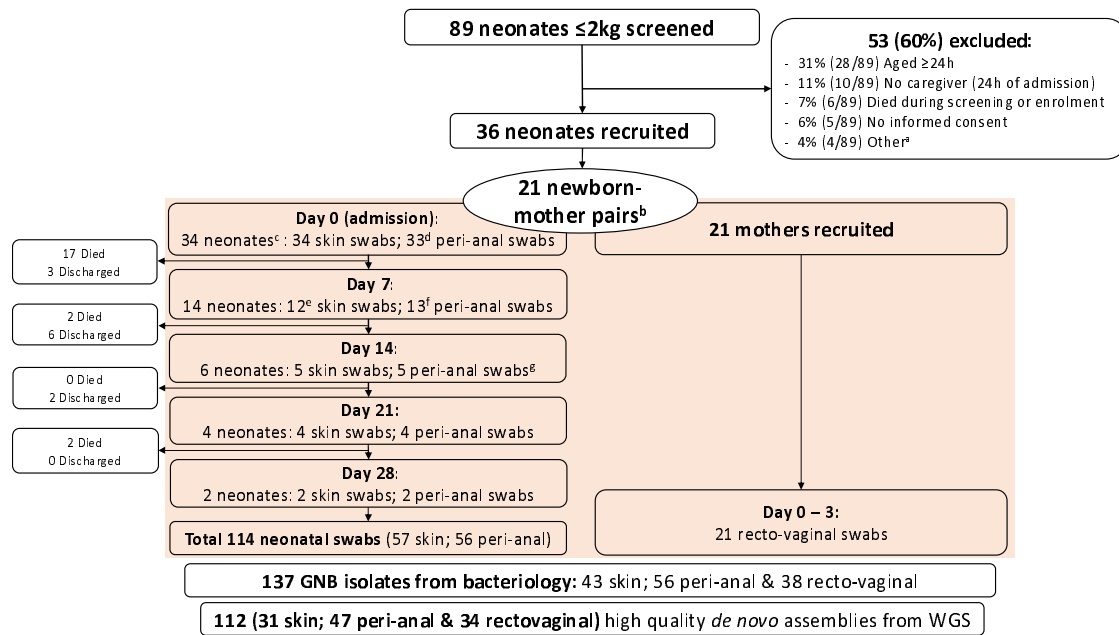 89 neonates ≤2kg screened
53 (60%) excluded:
- 31% (28/89) Aged ≥24h
- 11% (10/89) No caregiver (24h of admission)
- 7% (6/89) Died during screening or enrolment
- 6% (5/89) No informed consent
- 4% (4/89) Otherᵃ
36 neonates recruited
21 newborn-
mother pairsᵇ
Day 0 (admission):
34 neonatesᶜ : 34 skin swabs; 33ᵈ peri-anal swabs
21 mothers recruited
17 Died
3 Discharged
Day 7:
14 neonates: 12ᵉ skin swabs; 13ᶠ peri-anal swabs
2 Died
6 Discharged
Day 14:
6 neonates: 5 skin swabs; 5 peri-anal swabsᵍ
0 Died
2 Discharged
Day 21:
4 neonates: 4 skin swabs; 4 peri-anal swabs
2 Died
0 Discharged
Day 28:
2 neonates: 2 skin swabs; 2 peri-anal swabs
Total 114 neonatal swabs (57 skin; 56 peri-anal)
Day 0 – 3:
21 recto-vaginal swabs
137 GNB isolates from bacteriology: 43 skin; 56 peri-anal & 38 recto-vaginal
112 (31 skin; 47 peri-anal & 34 rectovaginal) high quality de novo assemblies from WGS